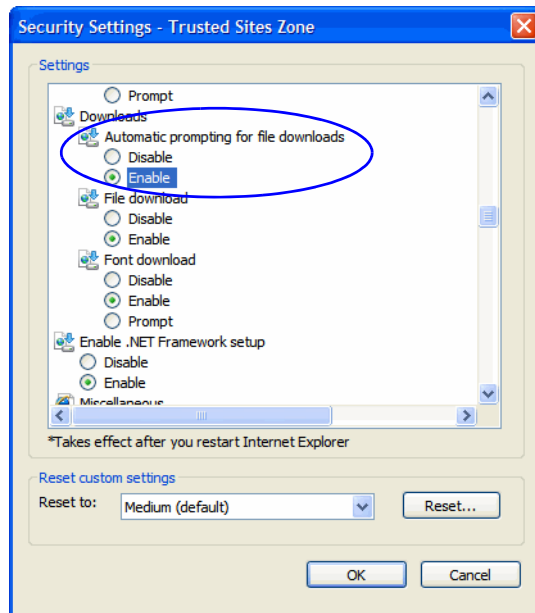 Security Settings - Trusted Sites Zone
Settings
Prompt
Downloads
Automatic prompting for file downloads
Disable
Enable
File download
Disable
Enable
Font download
Disable
Enable
Prompt
Enable .NET Framework setup
Disable
Enable
Miscellaneous
*Takes effect after you restart Internet Explorer
Reset custom settings
Reset to: Medium (default) Reset...
OK Cancel